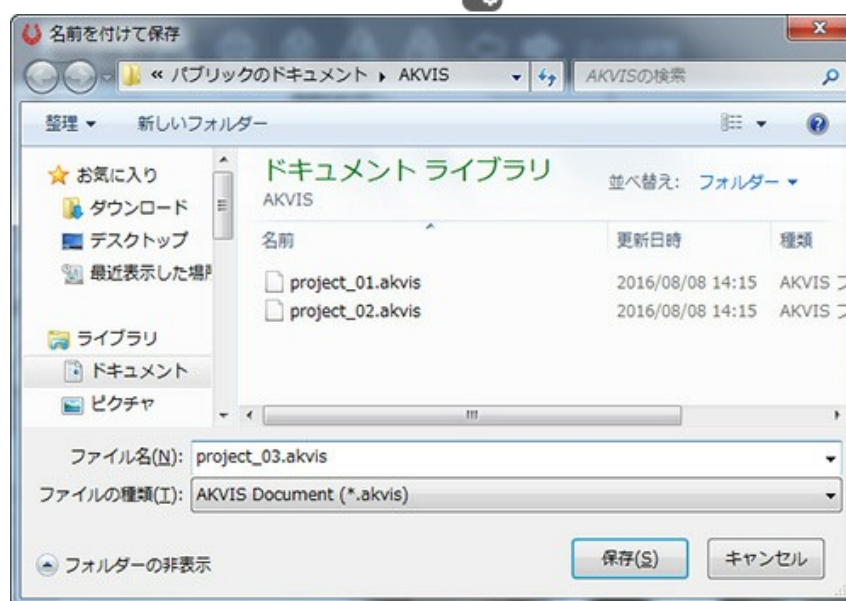 名前を付けて保存
« パブリックのドキュメント ▸ AKVIS
AKVISの検索
整理 ▼ 新しいフォルダー
お気に入り
ダウンロード
デスクトップ
最近表示した場所
ライブラリ
ドキュメント
ピクチャ
ドキュメント ライブラリ
AKVIS
並べ替え: フォルダー ▼
名前 更新日時 種類
project_01.akvis 2016/08/08 14:15 AKVIS フ
project_02.akvis 2016/08/08 14:15 AKVIS フ
ファイル名(N): project_03.akvis
ファイルの種類(T): AKVIS Document (*.akvis)
フォルダーの非表示
保存(S) キャンセル